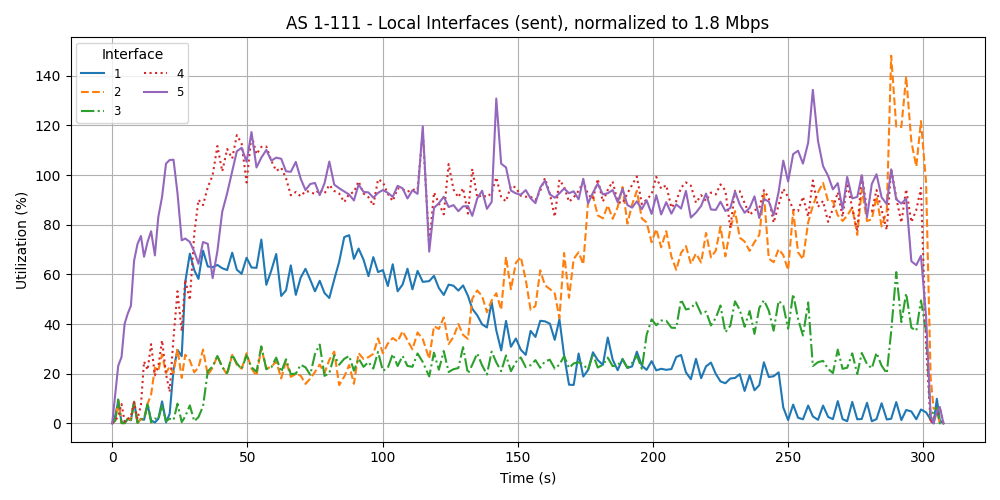 AS 1-111 - Local Interfaces (sent), normalized to 1.8 Mbps
Interface
1
2
3
4
5
Utilization (%)
140
120
100
80
60
40
20
0
0 50 100 150 200 250 300
Time (s)